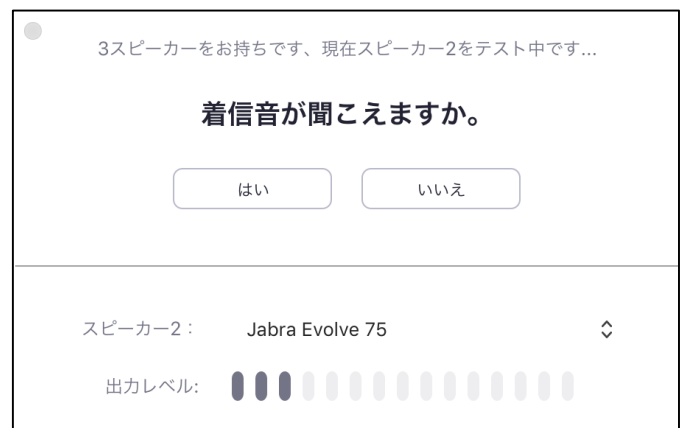 3スピーカーをお持ちです、現在スピーカー2をテスト中です...
着信音が聞こえますか。
はい
いいえ
スピーカー2：
Jabra Evolve 75
出力レベル: